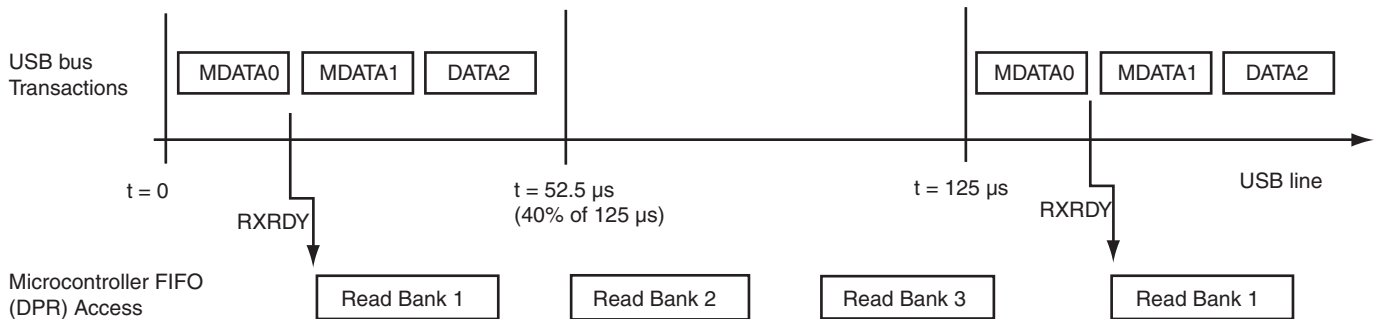 USB bus
Transactions
MDATA0
MDATA1
DATA2
MDATA0
MDATA1
DATA2
t = 0
t = 52.5 µs
(40% of 125 µs)
t = 125 µs
USB line
RXRDY
RXRDY
Microcontroller FIFO
(DPR) Access
Read Bank 1
Read Bank 2
Read Bank 3
Read Bank 1